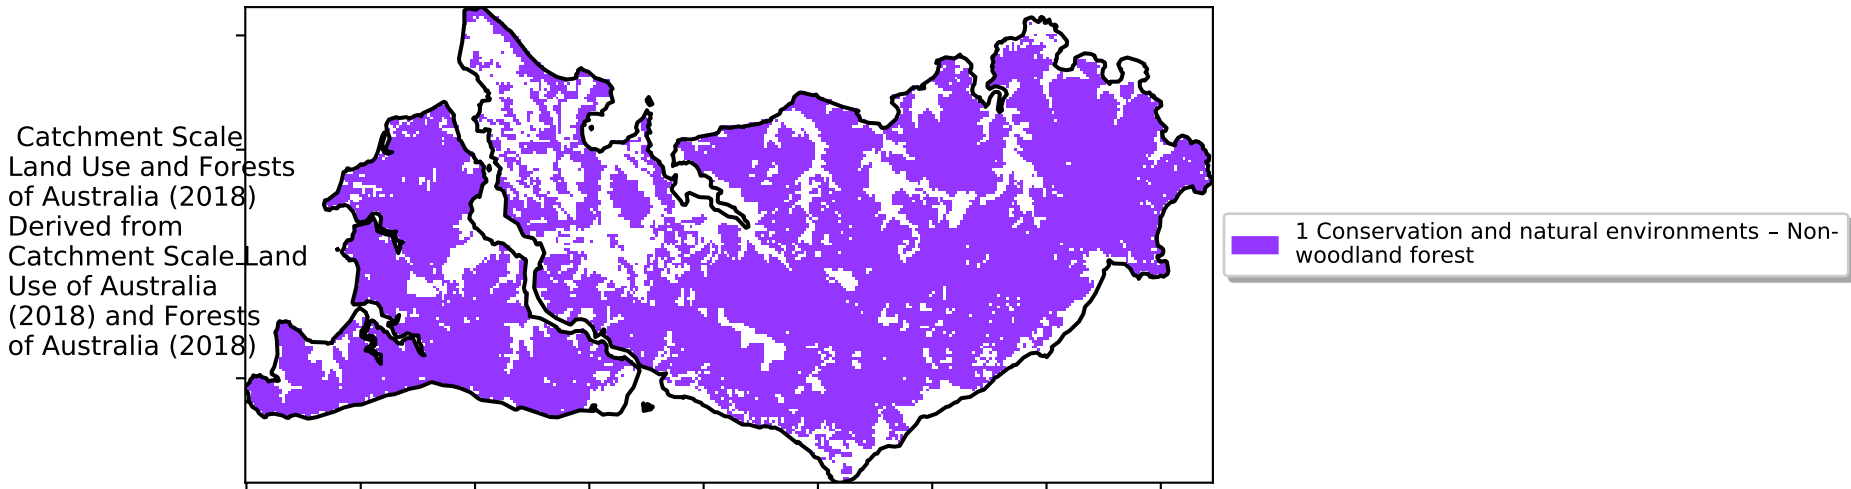 Catchment Scale
Land Use and Forests
of Australia (2018)
Derived from
Catchment Scale Land
Use of Australia
(2018) and Forests
of Australia (2018)
1 Conservation and natural environments – Non-
woodland forest